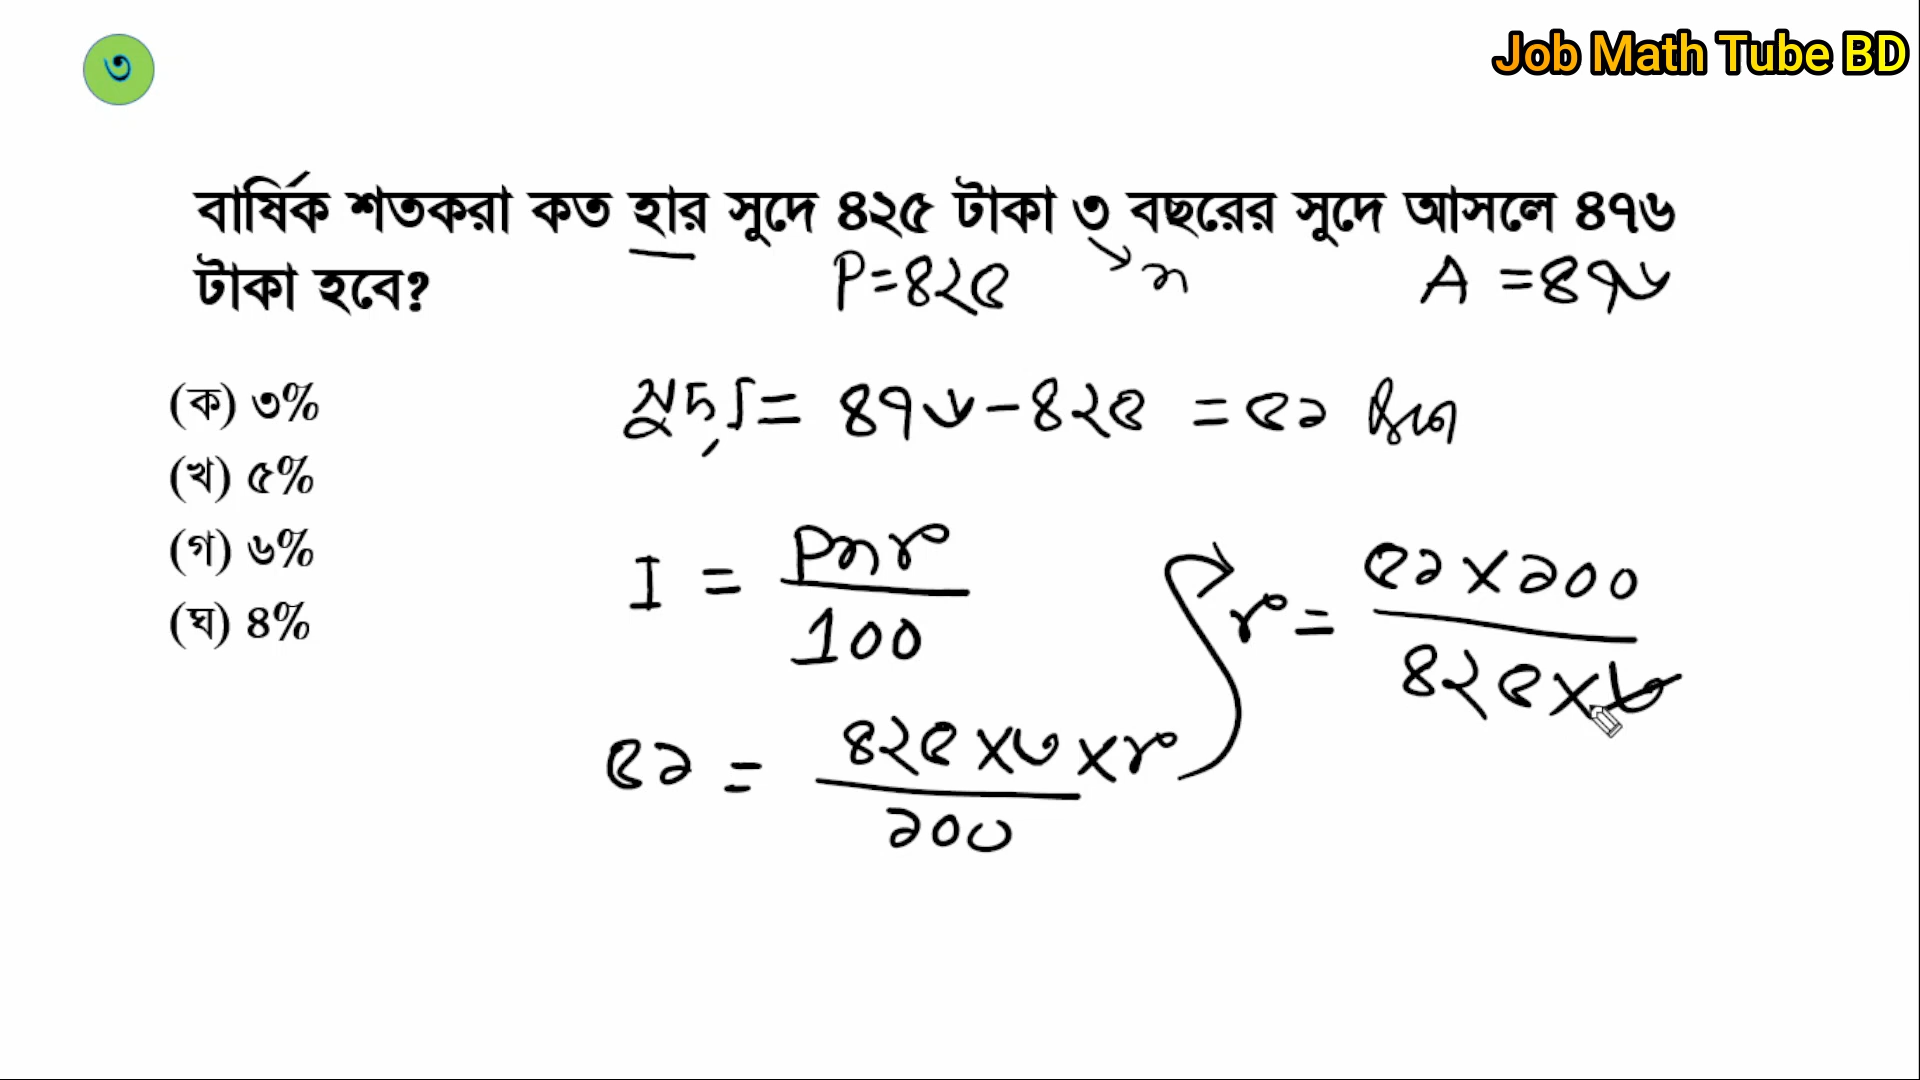 ৩
Job Math Tube BD
বার্ষিক শতকরা কত হার সুদে ৪২৫ টাকা ৩ বছরের সুদে আসলে ৪৭৬
টাকা হবে?
P=৪২৫ n A =৪৭৬
(ক) ৩%
(খ) ৫%
(গ) ৬%
(ঘ) ৪%
= ৪৭৬-৪২৫ = ৫১
I = Pnr
100
r = ৫১×১০০
৪২৫×৩
৫১ = ৪২৫×৩×r
১০০